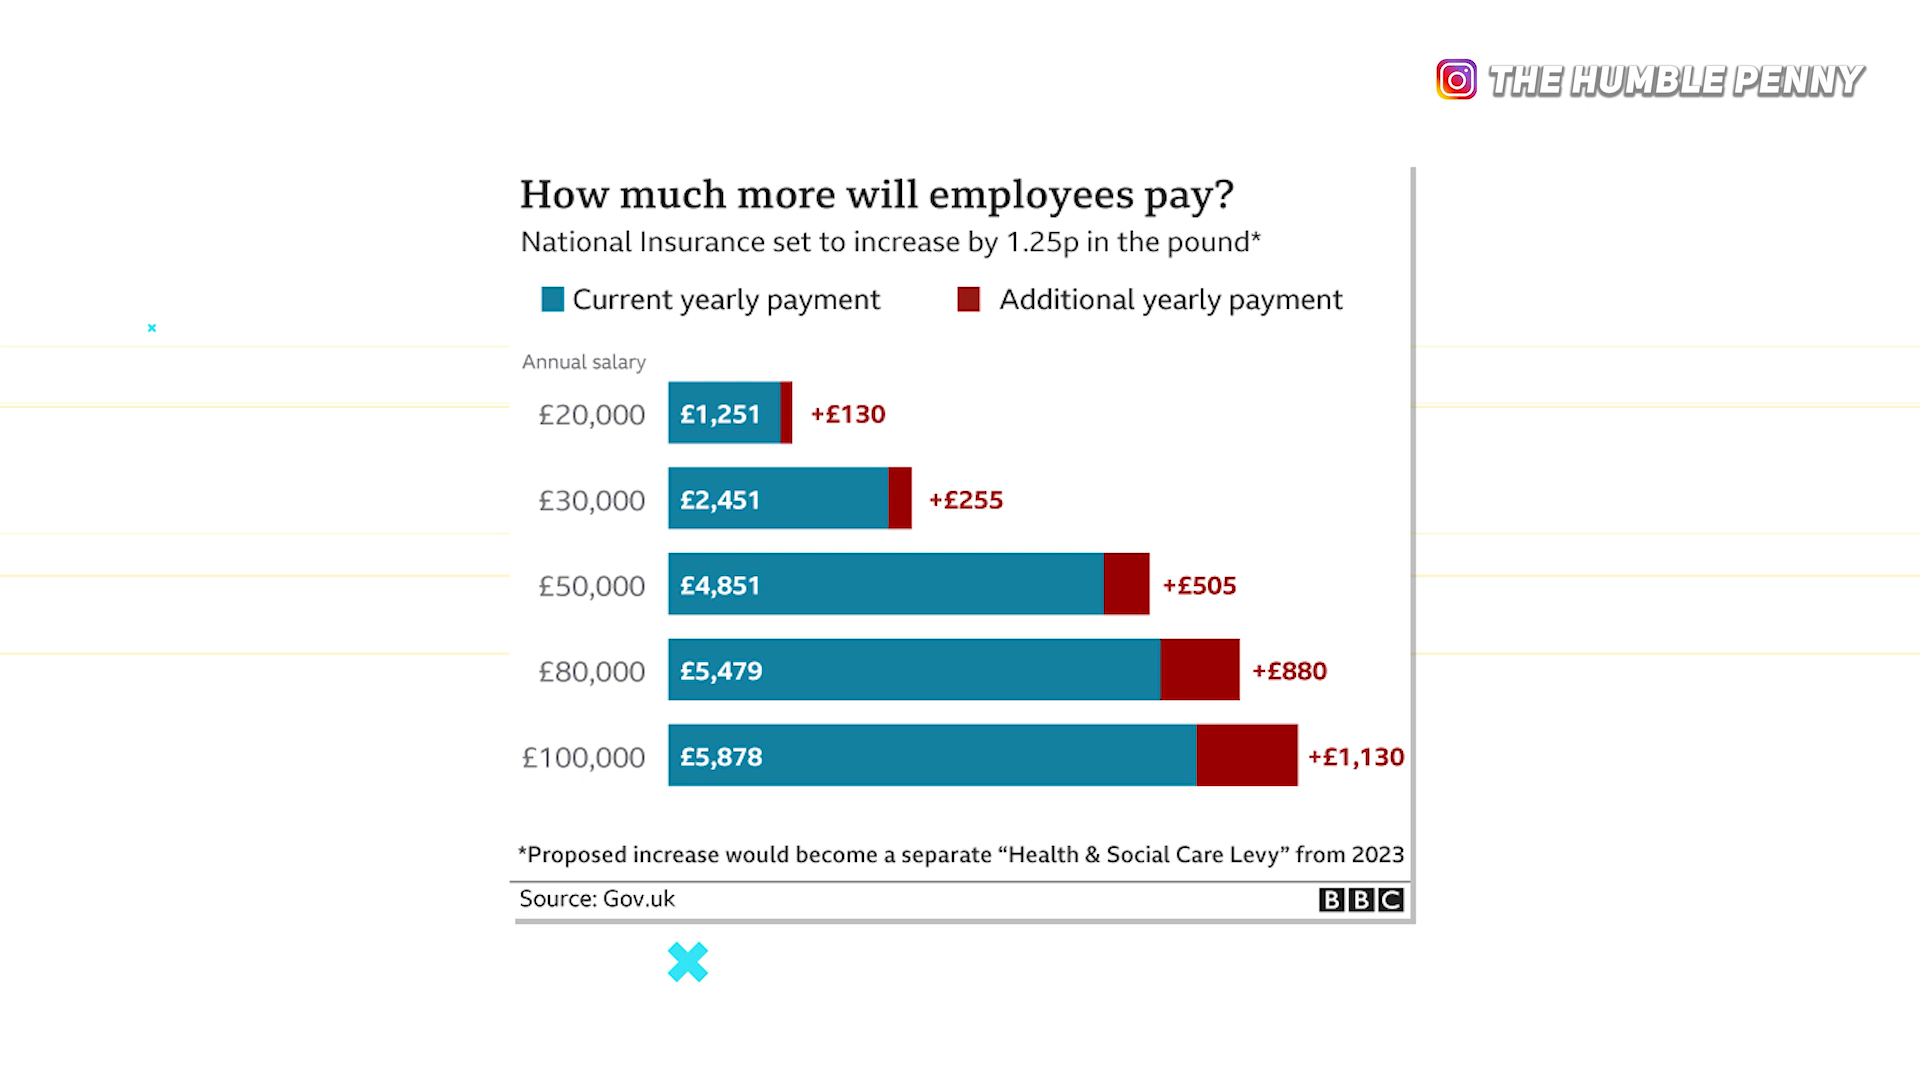 THE HUMBLE PENNY
How much more will employees pay?
National Insurance set to increase by 1.25p in the pound*
Current yearly payment Additional yearly payment
Annual salary
£20,000 £1,251 +£130
£30,000 £2,451 +£255
£50,000 £4,851 +£505
£80,000 £5,479 +£880
£100,000 £5,878 +£1,130
*Proposed increase would become a separate “Health & Social Care Levy” from 2023
Source: Gov.uk BBC